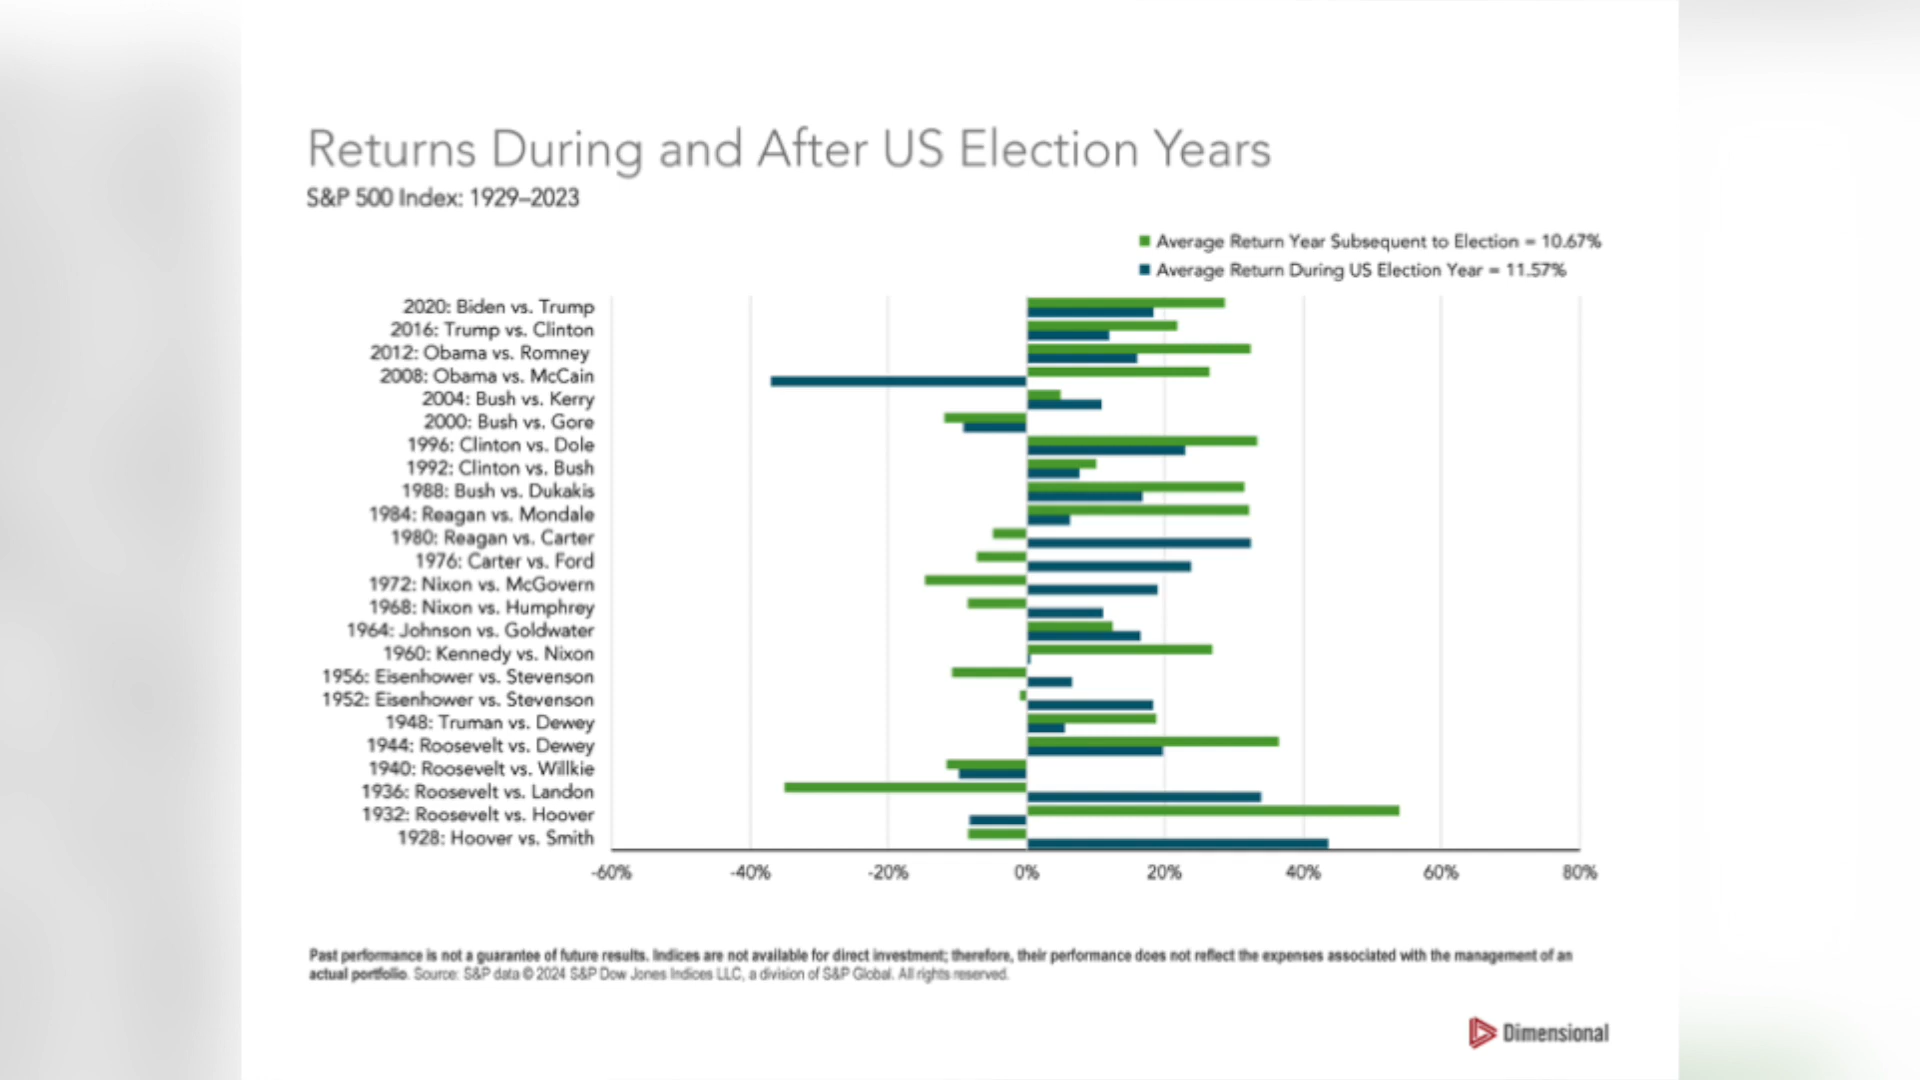 Returns During and After US Election Years
S&P 500 Index: 1929–2023
Average Return Year Subsequent to Election = 10.67%
Average Return During US Election Year = 11.57%
2020: Biden vs. Trump
2016: Trump vs. Clinton
2012: Obama vs. Romney
2008: Obama vs. McCain
2004: Bush vs. Kerry
2000: Bush vs. Gore
1996: Clinton vs. Dole
1992: Clinton vs. Bush
1988: Bush vs. Dukakis
1984: Reagan vs. Mondale
1980: Reagan vs. Carter
1976: Carter vs. Ford
1972: Nixon vs. McGovern
1968: Nixon vs. Humphrey
1964: Johnson vs. Goldwater
1960: Kennedy vs. Nixon
1956: Eisenhower vs. Stevenson
1952: Eisenhower vs. Stevenson
1948: Truman vs. Dewey
1944: Roosevelt vs. Dewey
1940: Roosevelt vs. Willkie
1936: Roosevelt vs. Landon
1932: Roosevelt vs. Hoover
1928: Hoover vs. Smith
-60% -40% -20% 0% 20% 40% 60% 80%
Past performance is not a guarantee of future results. Indices are not available for direct investment; therefore, their performance does not reflect the expenses associated with the management of an
actual portfolio. Source: S&P data © 2024 S&P Dow Jones Indices LLC, a division of S&P Global. All rights reserved.
Dimensional